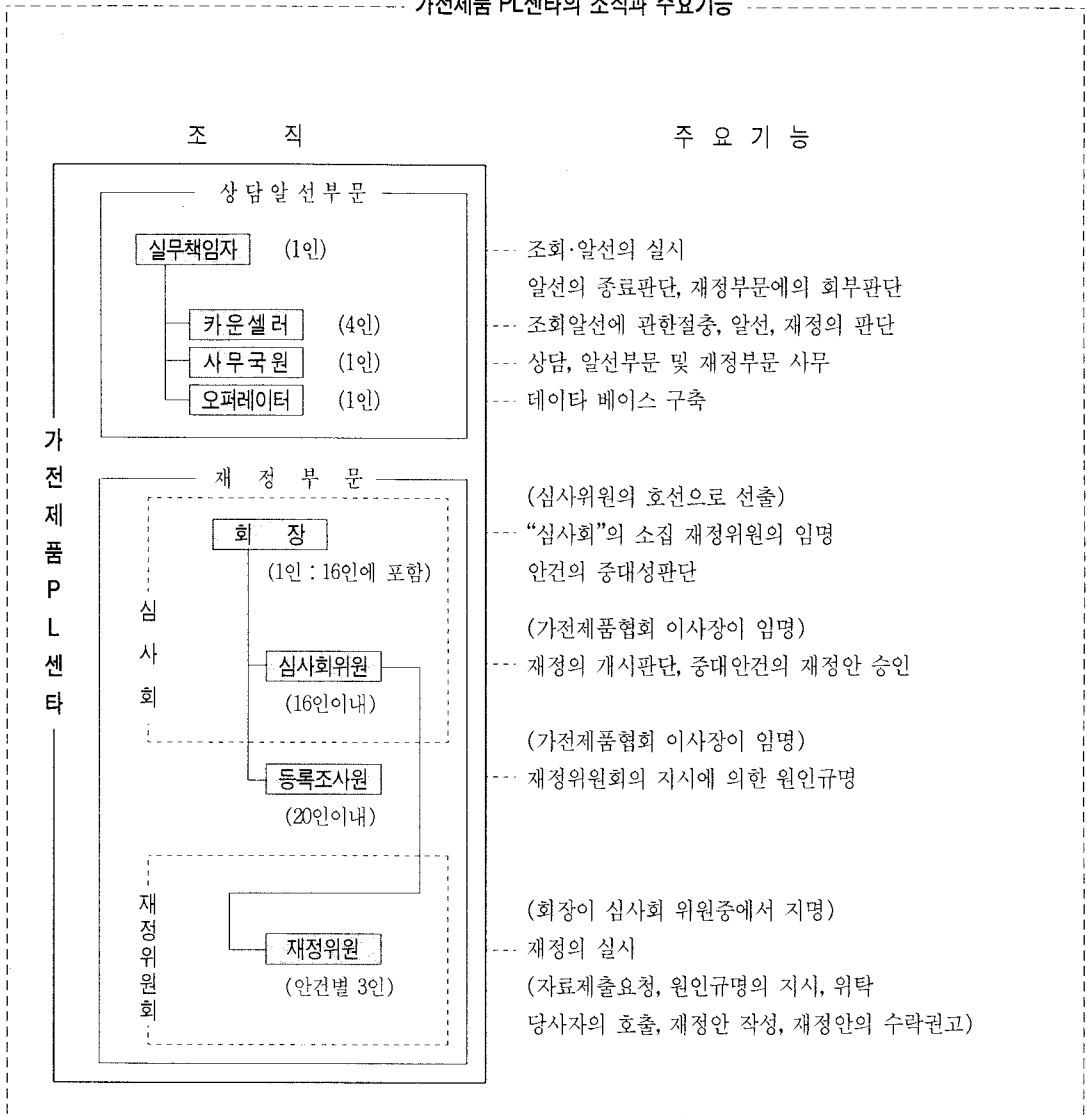 가전제품 PL센타의 조직과 주요기능
조 직
주 요 기 능
상담알선부문
실무책임자 (1인)
조회·알선의 실시
알선의 종료판단, 재정부문에의 회부판단
카운셀러 (4인)
조회알선에 관한절충, 알선, 재정의 판단
사무국원 (1인)
상담, 알선부문 및 재정부문 사무
오퍼레이터 (1인)
데이타 베이스 구축
가전제품PL센타
재 정 부 문
심사회
(심사위원의 호선으로 선출)
회 장
“심사회”의 소집 재정위원의 임명
(1인 : 16인에 포함)
안건의 중대성판단
(가전제품협회 이사장이 임명)
심사회위원
재정의 개시판단, 중대안건의 재정안 승인
(16인이내)
(가전제품협회 이사장이 임명)
등록조사원
재정위원회의 지시에 의한 원인규명
(20인이내)
재정위원회
(회장이 심사회 위원중에서 지명)
재정위원
재정의 실시
(안건별 3인)
(자료제출요청, 원인규명의 지시, 위탁
당사자의 호출, 재정안 작성, 재정안의 수락권고)